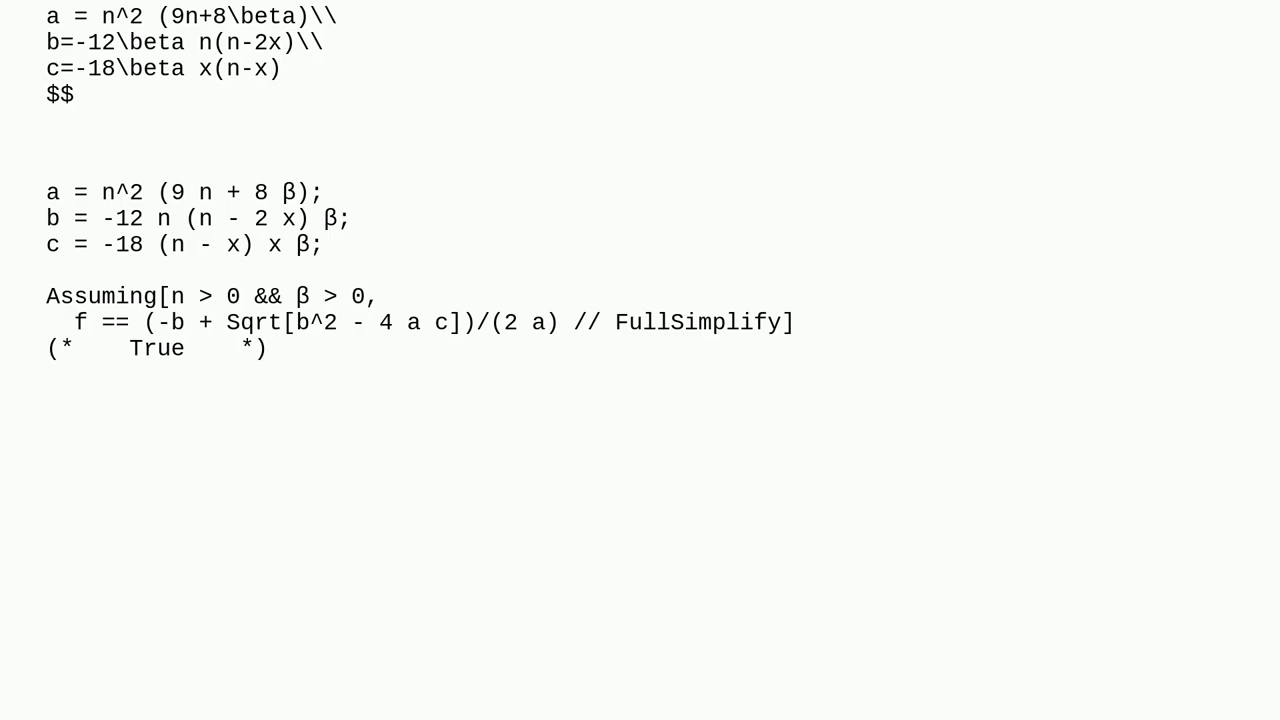 a = n^2 (9n+8\beta)\\
b=-12\beta n(n-2x)\\
c=-18\beta x(n-x)
$$
a = n^2 (9 n + 8 β);
b = -12 n (n - 2 x) β;
c = -18 (n - x) x β;
Assuming[n > 0 && β > 0,
  f == (-b + Sqrt[b^2 - 4 a c])/(2 a) // FullSimplify]
(*    True    *)